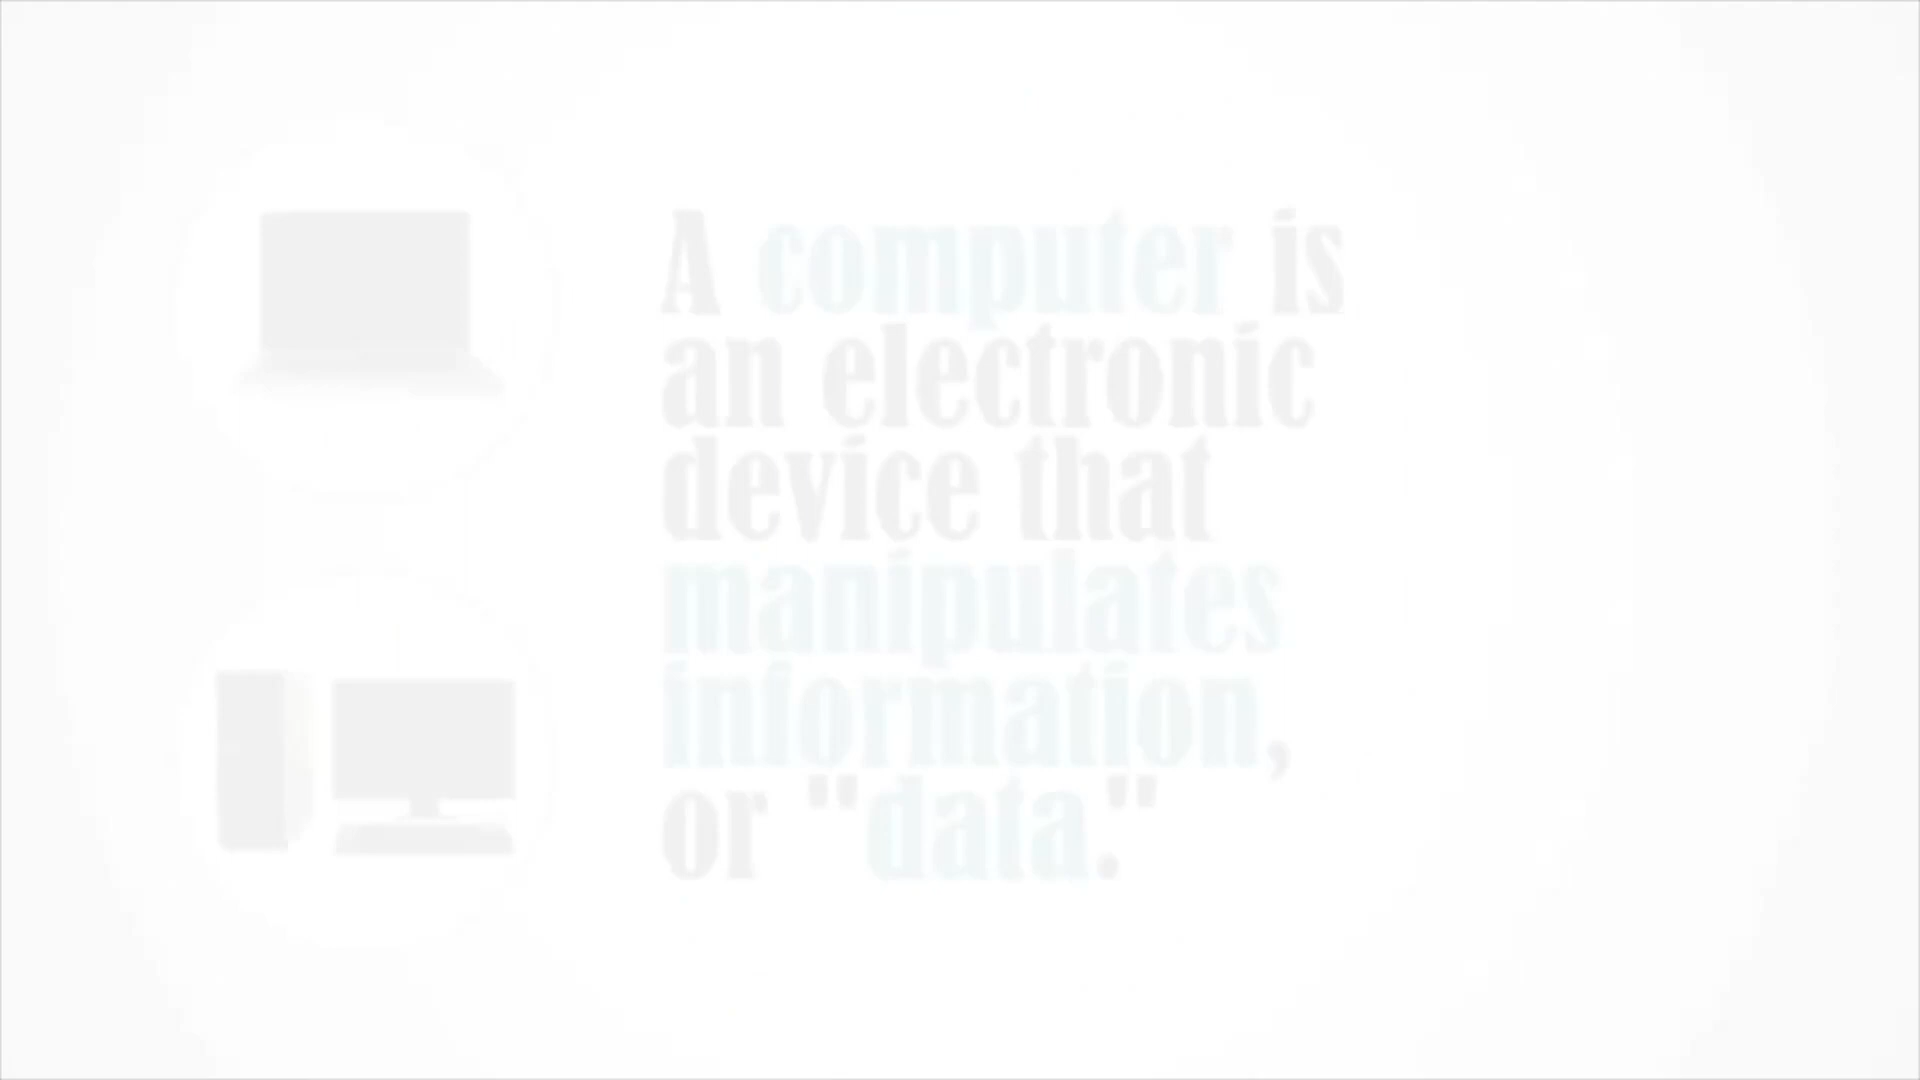 A computer is
an electronic
device that
manipulates
information,
or "data."